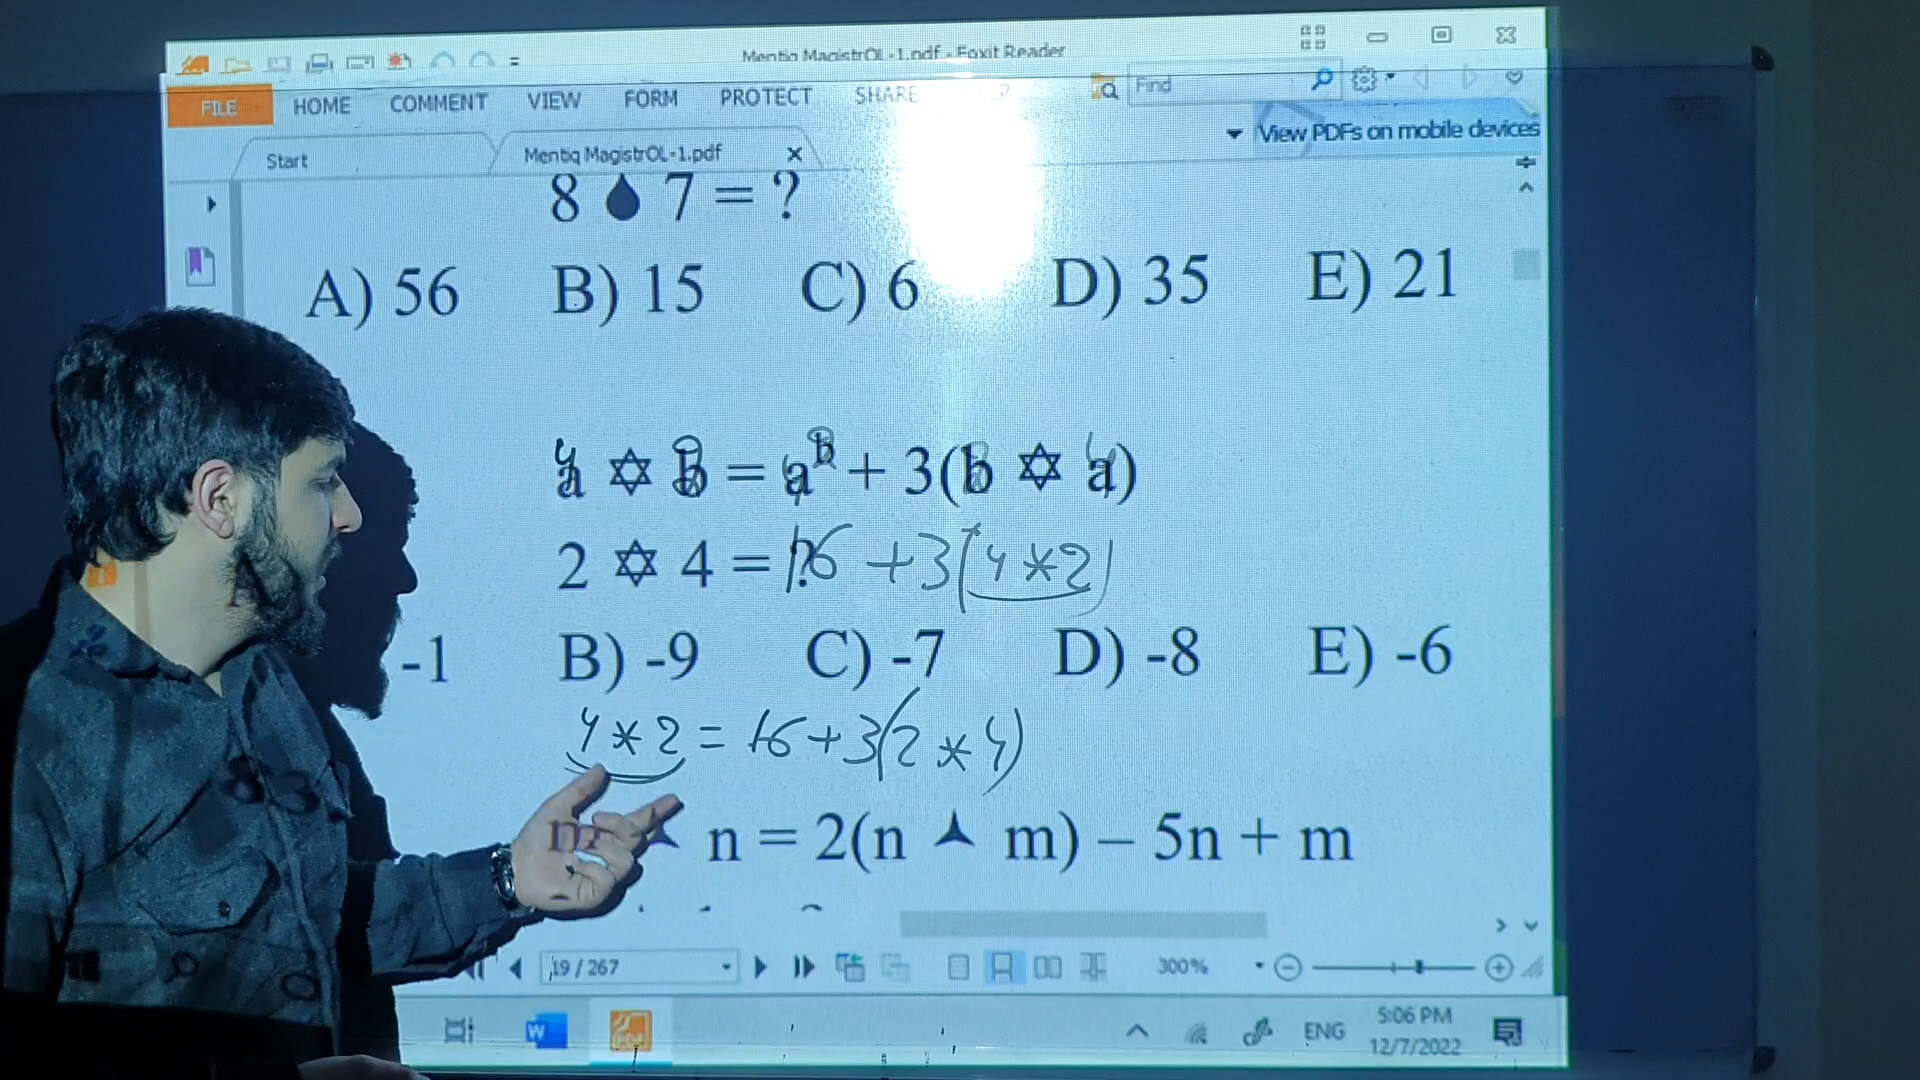 Mentiq MagistrOL-1.pdf - Foxit Reader
FILE HOME COMMENT VIEW FORM PROTECT SHARE Find
View PDFs on mobile devices
Start Mentiq MagistrOL-1.pdf
8 💧 7 = ?
A) 56 B) 15 C) 6 D) 35 E) 21
a ✡ b = a^b + 3(b ✡ a)
2 ✡ 4 = ? 16 + 3(4 * 2)
-1 B) -9 C) -7 D) -8 E) -6
4 * 2 = 16 + 3(2 * 4)
m ⮝ n = 2(n ⮝ m) – 5n + m
19 / 267 300%
ENG 5:06 PM
12/7/2022